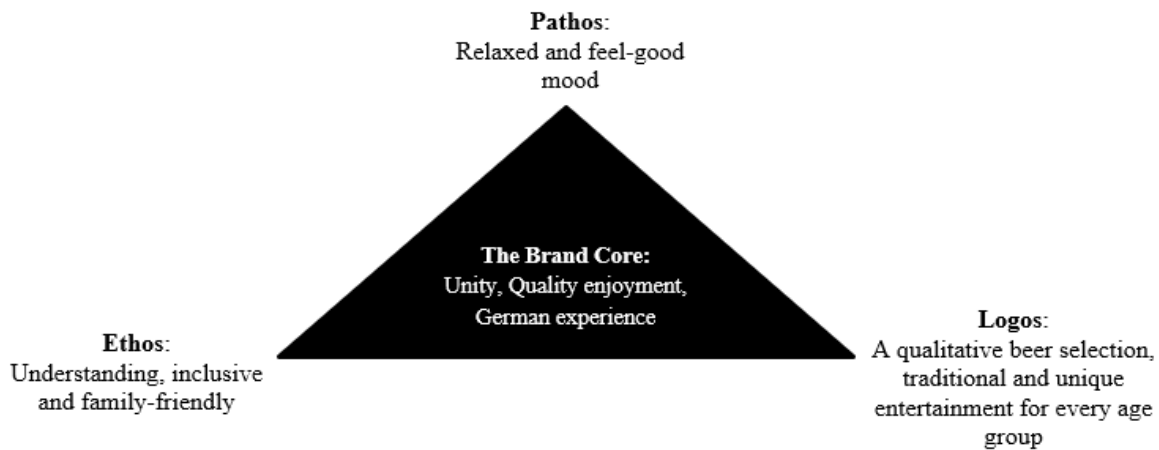 Pathos:
Relaxed and feel-good
mood
The Brand Core:
Unity, Quality enjoyment,
German experience
Ethos:
Understanding, inclusive
and family-friendly
Logos:
A qualitative beer selection,
traditional and unique
entertainment for every age
group